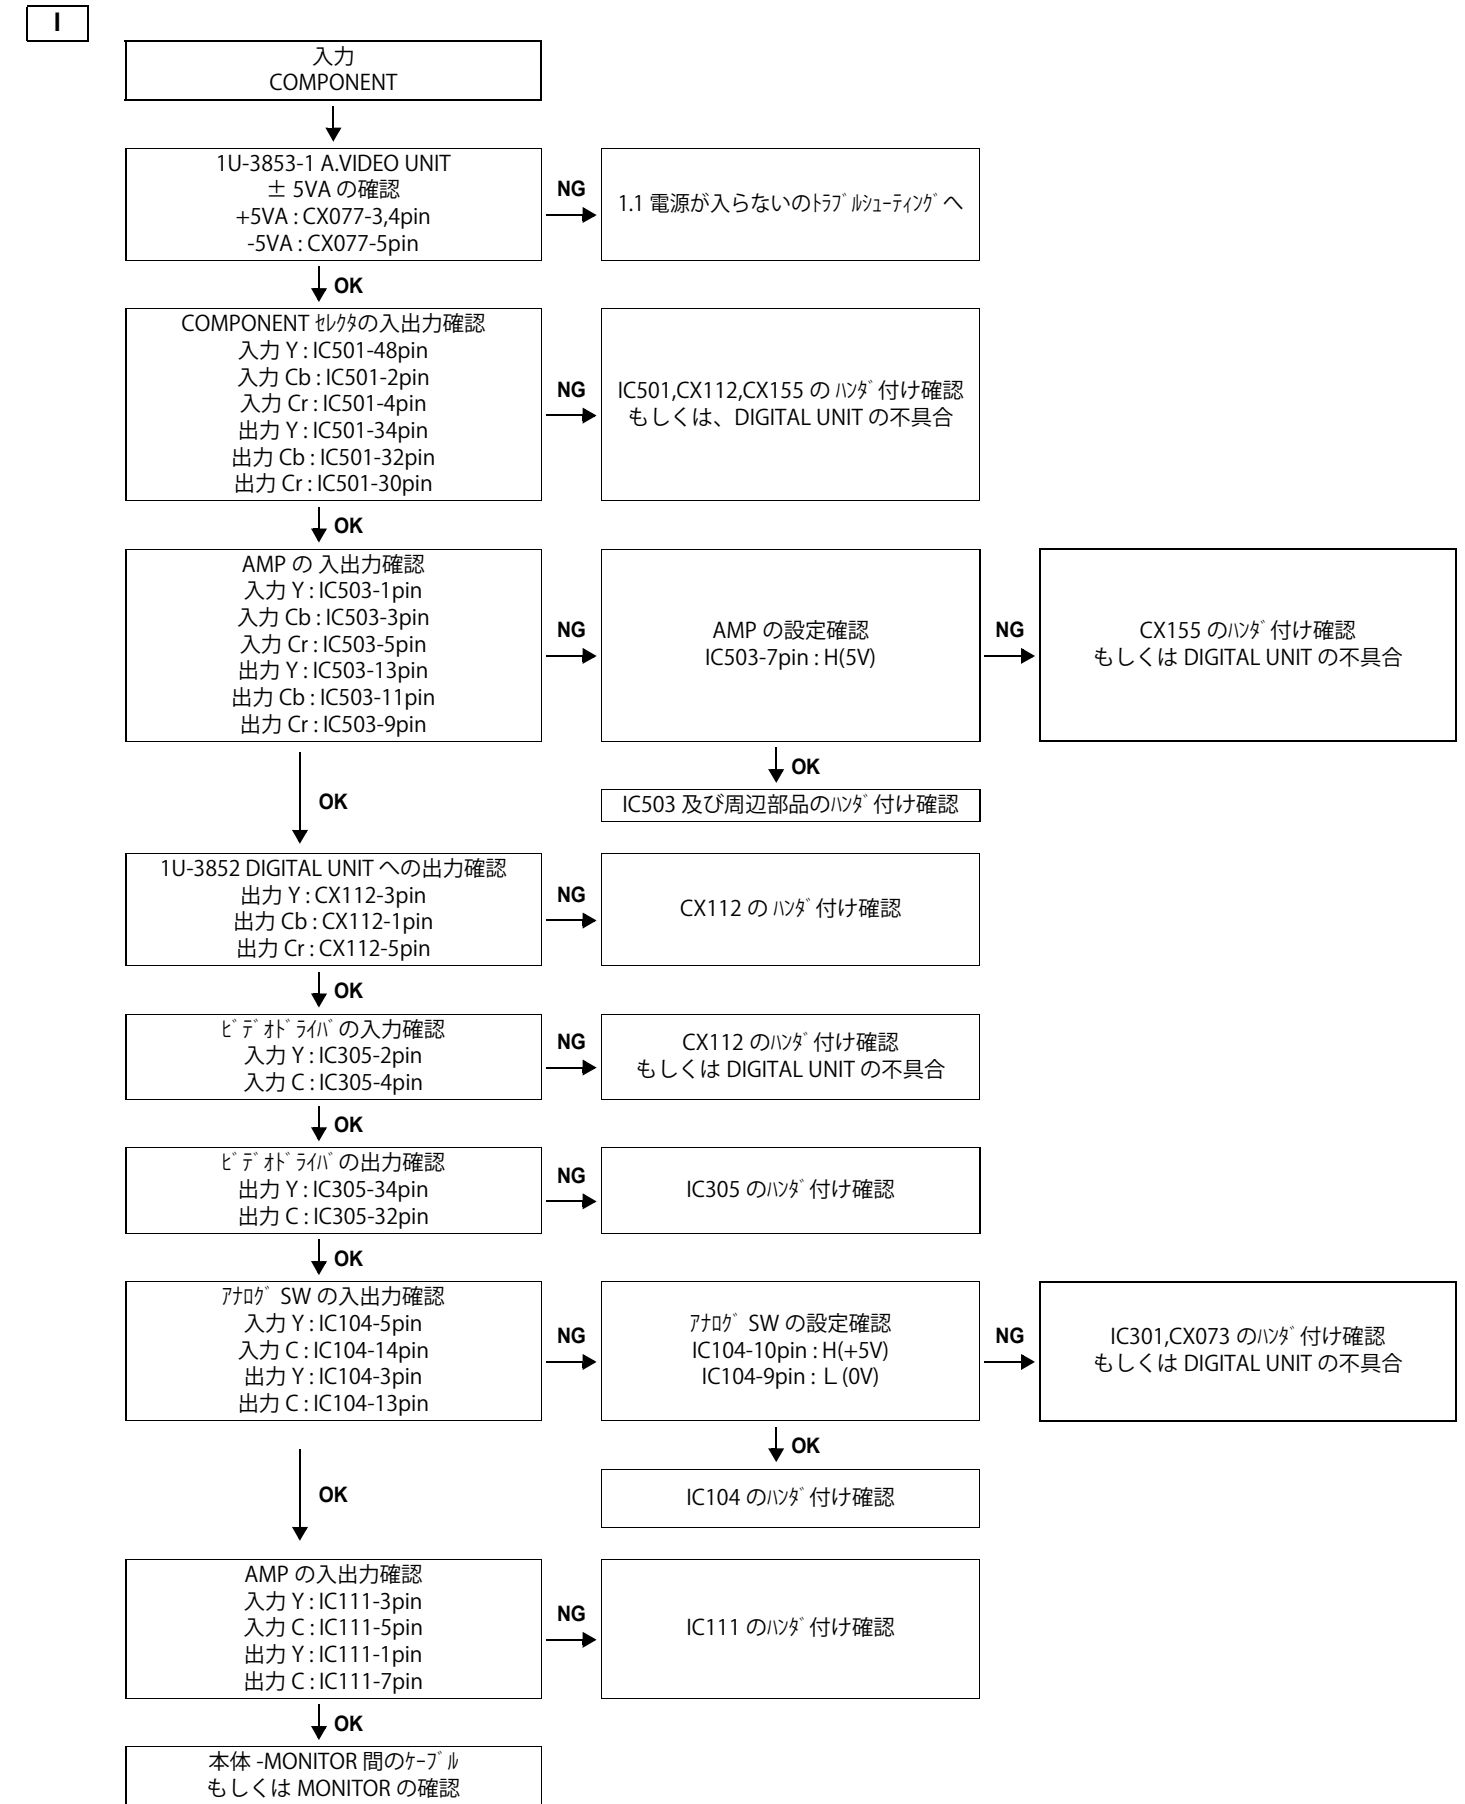 I
入力
COMPONENT
1U-3853-1 A.VIDEO UNIT
± 5VA の確認
+5VA : CX077-3,4pin
-5VA : CX077-5pin
NG
1.1 電源が入らないのﾄﾗﾌﾞﾙｼｭｰﾃｨﾝｸﾞへ
OK
COMPONENT ｾﾚｸﾀの入出力確認
入力 Y : IC501-48pin
入力 Cb : IC501-2pin
入力 Cr : IC501-4pin
出力 Y : IC501-34pin
出力 Cb : IC501-32pin
出力 Cr : IC501-30pin
NG
IC501,CX112,CX155 の ﾊﾝﾀﾞ付け確認
もしくは、DIGITAL UNIT の不具合
OK
AMP の 入出力確認
入力 Y : IC503-1pin
入力 Cb : IC503-3pin
入力 Cr : IC503-5pin
出力 Y : IC503-13pin
出力 Cb : IC503-11pin
出力 Cr : IC503-9pin
NG
AMP の設定確認
IC503-7pin : H(5V)
NG
CX155 のﾊﾝﾀﾞ付け確認
もしくは DIGITAL UNIT の不具合
OK
IC503 及び周辺部品のﾊﾝﾀﾞ付け確認
OK
1U-3852 DIGITAL UNIT への出力確認
出力 Y : CX112-3pin
出力 Cb : CX112-1pin
出力 Cr : CX112-5pin
NG
CX112 の ﾊﾝﾀﾞ付け確認
OK
ﾋﾞﾃﾞｵﾄﾞﾗｲﾊﾞの入力確認
入力 Y : IC305-2pin
入力 C : IC305-4pin
NG
CX112 のﾊﾝﾀﾞ付け確認
もしくは DIGITAL UNIT の不具合
OK
ﾋﾞﾃﾞｵﾄﾞﾗｲﾊﾞの出力確認
出力 Y : IC305-34pin
出力 C : IC305-32pin
NG
IC305 のﾊﾝﾀﾞ付け確認
OK
ｱﾅﾛｸﾞ SW の入出力確認
入力 Y : IC104-5pin
入力 C : IC104-14pin
出力 Y : IC104-3pin
出力 C : IC104-13pin
NG
ｱﾅﾛｸﾞ SW の設定確認
IC104-10pin : H(+5V)
IC104-9pin : Ｌ(0V)
NG
IC301,CX073 のﾊﾝﾀﾞ付け確認
もしくは DIGITAL UNIT の不具合
OK
IC104 のﾊﾝﾀﾞ付け確認
OK
AMP の入出力確認
入力 Y : IC111-3pin
入力 C : IC111-5pin
出力 Y : IC111-1pin
出力 C : IC111-7pin
NG
IC111 のﾊﾝﾀﾞ付け確認
OK
本体 -MONITOR 間のｹｰﾌﾞﾙ
もしくは MONITOR の確認